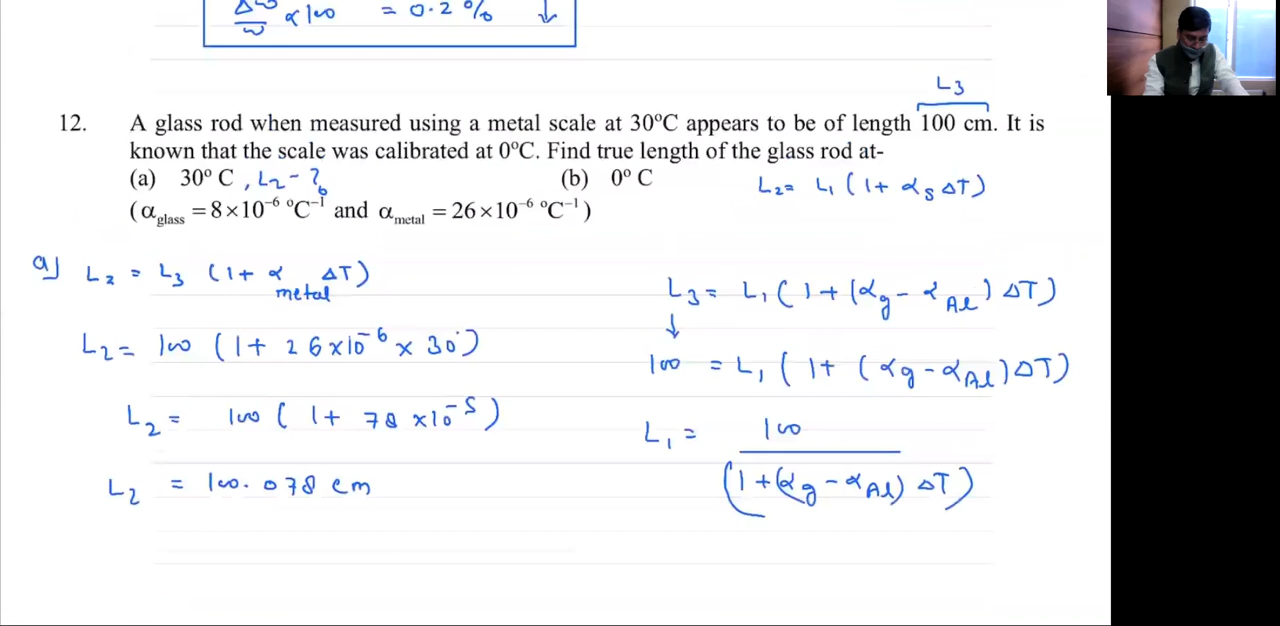 Δω/ω × 100 = 0.2 % ↓
L3
12. A glass rod when measured using a metal scale at 30°C appears to be of length 100 cm. It is
known that the scale was calibrated at 0°C. Find true length of the glass rod at-
(a) 30° C , L2 - ? (b) 0° C
L2 = L1 ( 1 + αs ΔT )
(αglass = 8×10⁻⁶ °C⁻¹ and αmetal = 26×10⁻⁶ °C⁻¹ )
a) L2 = L3 ( 1 + α metal ΔT )
L2 = 100 ( 1 + 26×10⁻⁶ × 30 )
L2 = 100 ( 1 + 78 ×10⁻⁵ )
L2 = 100.078 cm
L3 = L1 ( 1 + (αg - αAl ) ΔT )
↓
100 = L1 ( 1 + ( αg - αAl ) ΔT )
L1 = 100
( 1 + (αg - αAl) ΔT )